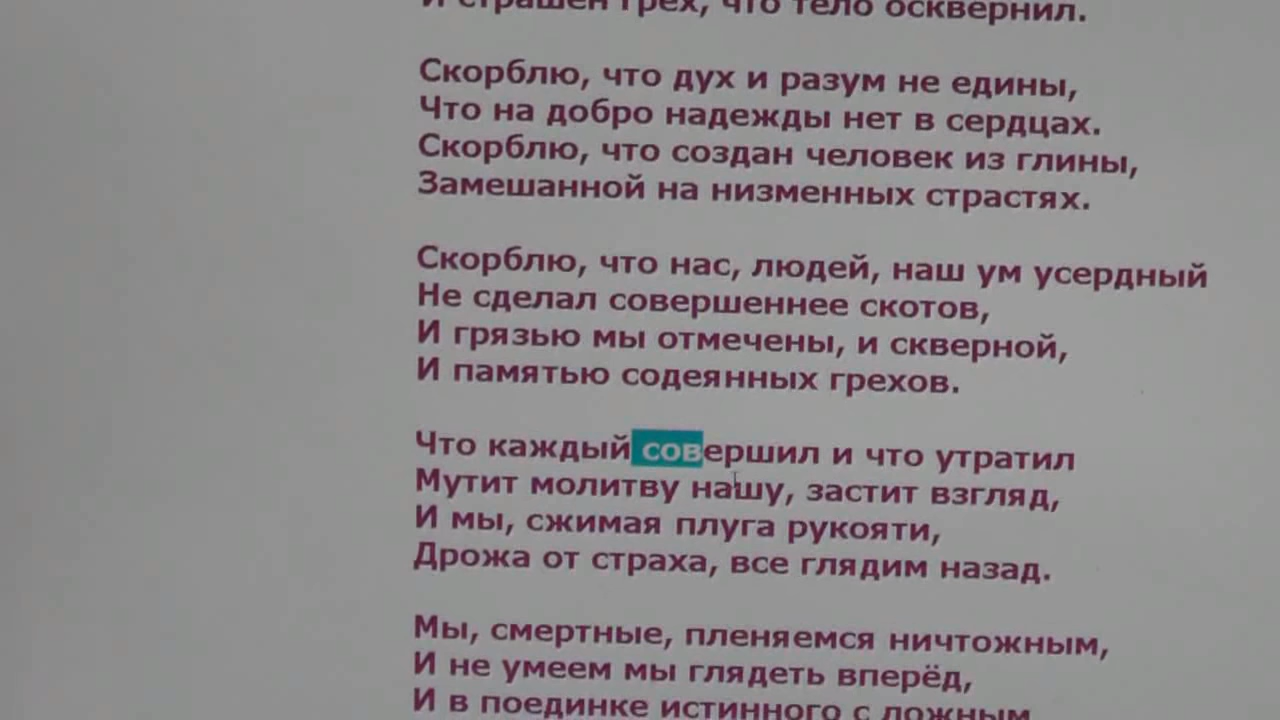 И страшен грех, что тело осквернил.
Скорблю, что дух и разум не едины,
Что на добро надежды нет в сердцах.
Скорблю, что создан человек из глины,
Замешанной на низменных страстях.
Скорблю, что нас, людей, наш ум усердный
Не сделал совершеннее скотов,
И грязью мы отмечены, и скверной,
И памятью содеянных грехов.
Что каждый совершил и что утратил
Мутит молитву нашу, застит взгляд,
И мы, сжимая плуга рукояти,
Дрожа от страха, все глядим назад.
Мы, смертные, пленяемся ничтожным,
И не умеем мы глядеть вперёд,
И в поединке истинного с ложным